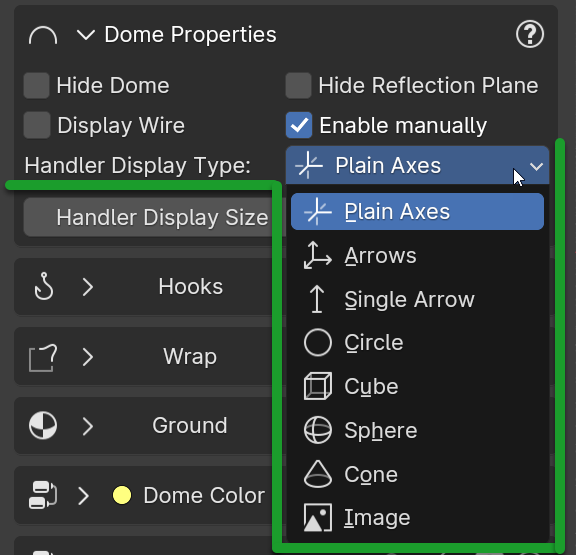 Dome Properties ?
Hide Dome Hide Reflection Plane
Display Wire Enable manually
Handler Display Type: Plain Axes
Handler Display Size Plain Axes
Arrows
Hooks Single Arrow
Circle
Wrap Cube
Ground Sphere
Cone
Dome Color Image